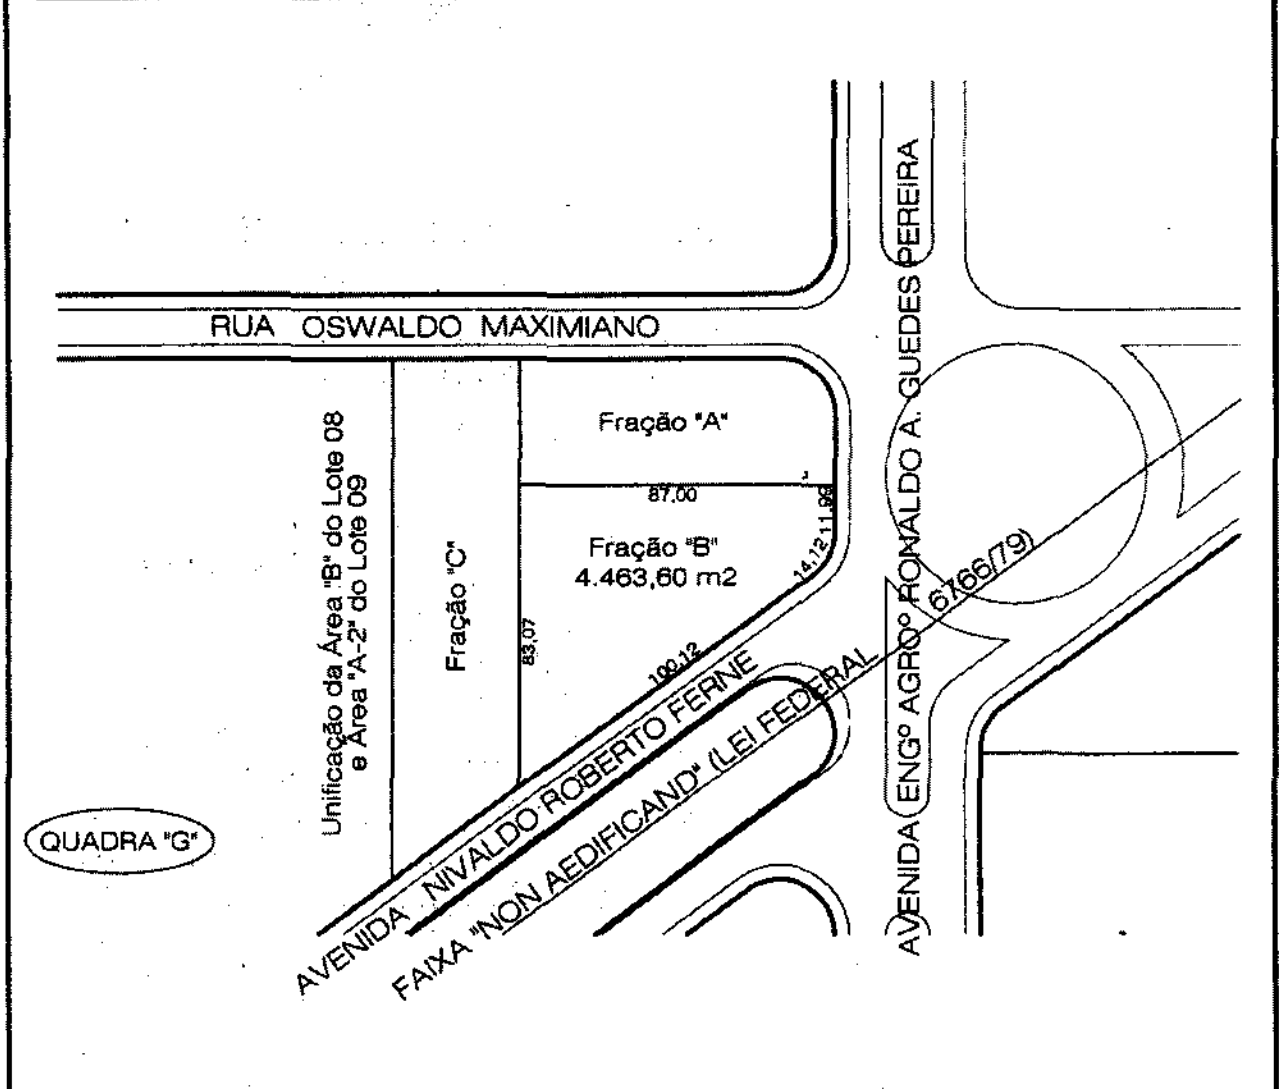 AVENIDA (ENGº AGRº RONALDO A. GUEDES PEREIRA
RUA OSWALDO MAXIMIANO
Fração "A"
87,00
11,99
14,12
Fração "B"
4.463,60 m2
83,07
100,12
Fração "C"
Unificação da Área "B" do Lote 08
e Área "A-2" do Lote 09
QUADRA "G"
AVENIDA NIVALDO ROBERTO FERNE
FAIXA "NON AEDIFICAND" (LEI FEDERAL 6766/79)